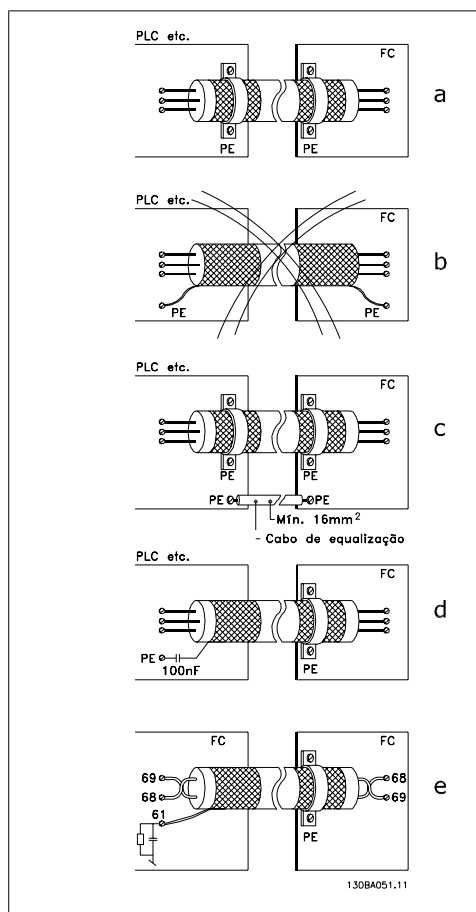 PLC etc.
FC
PE
PE
a
PLC etc.
FC
PE
PE
b
PLC etc.
FC
PE
PE
PE
PE
Mín. 16mm²
Cabo de equalização
c
PLC etc.
FC
PE
100nF
PE
d
FC
FC
69
68
61
68
69
PE
e
130BA051.11